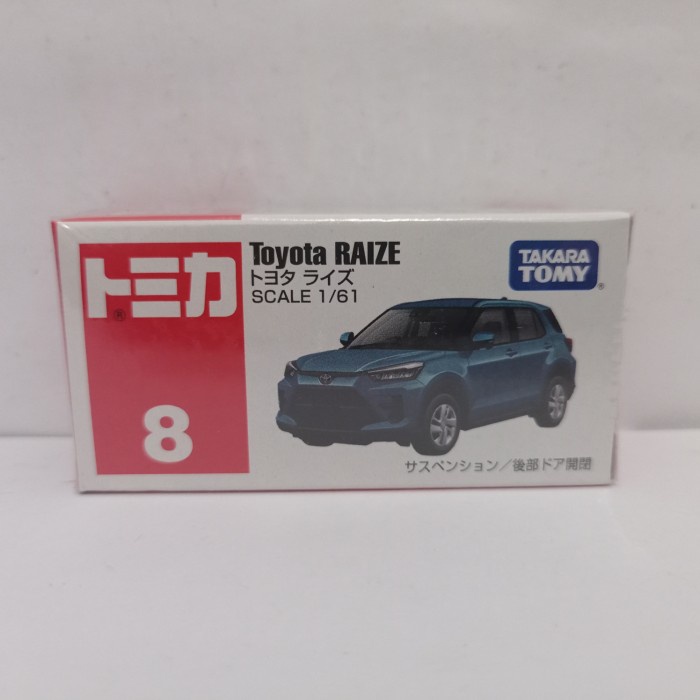 トミカ
®
8
Toyota RAIZE
トヨタ ライズ
SCALE 1/61
TAKARA
TOMY®
サスペンション/後部ドア開閉